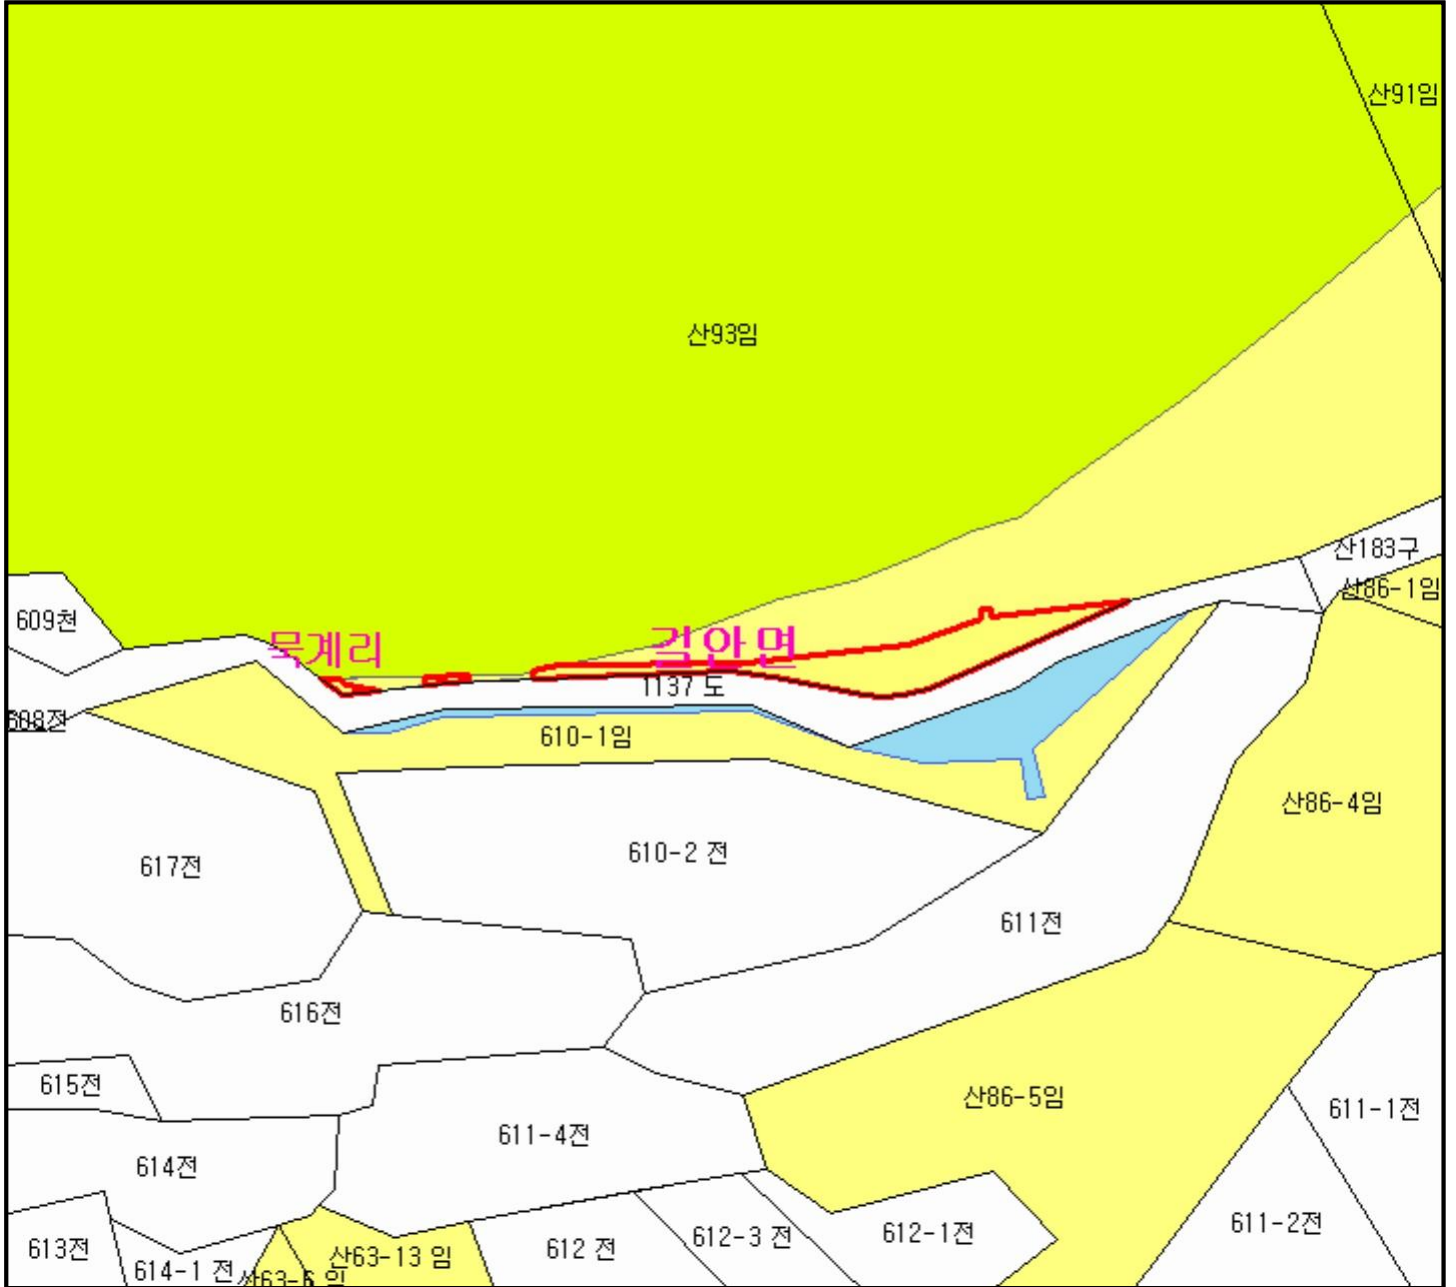 산91임
산93임
산183구
산86-1임
609천
묵계리
길안면
1137 도
608전
610-1임
산86-4임
617전
610-2 전
611전
616전
615전
산86-5임
611-1전
611-4전
614전
613전
614-1 전
산63-6 임
산63-13 임
612 전
612-3 전
612-1전
611-2전